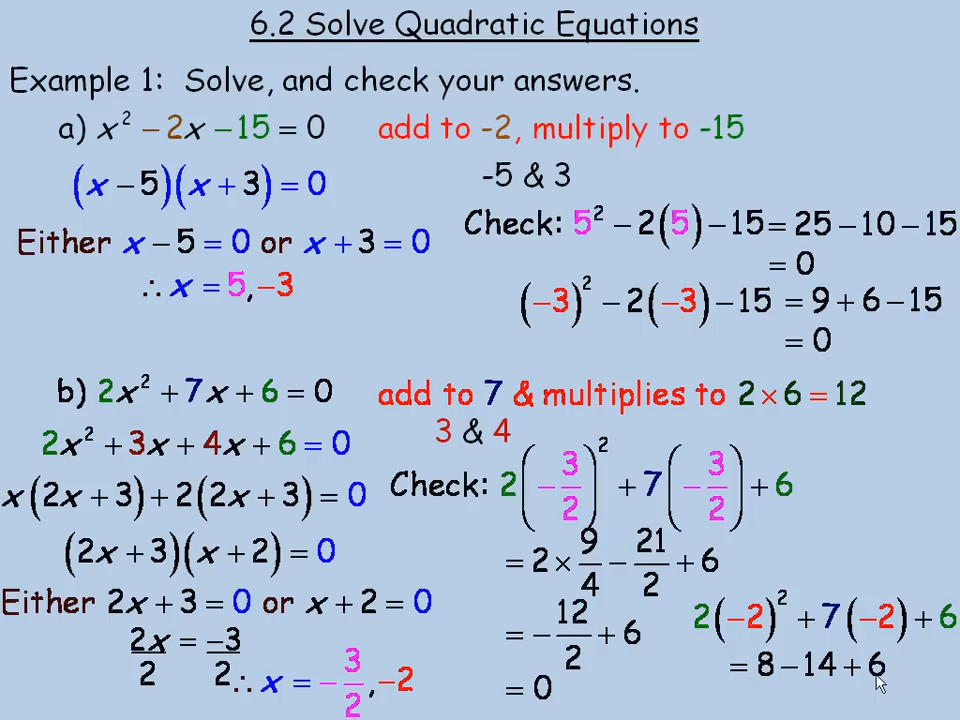 6.2 Solve Quadratic Equations
Example 1: Solve, and check your answers.
a) x² − 2x − 15 = 0 add to -2, multiply to -15
-5 & 3
(x − 5)(x + 3) = 0
Check: 5² − 2(5) − 15 = 25 − 10 − 15
= 0
Either x − 5 = 0 or x + 3 = 0
∴ x = 5, −3
(−3)² − 2(−3) − 15 = 9 + 6 − 15
= 0
b) 2x² + 7x + 6 = 0 add to 7 & multiplies to 2 × 6 = 12
3 & 4
2x² + 3x + 4x + 6 = 0
x(2x + 3) + 2(2x + 3) = 0
Check: 2(−3/2)² + 7(−3/2) + 6
(2x + 3)(x + 2) = 0
= 2 × 9/4 − 21/2 + 6
Either 2x + 3 = 0 or x + 2 = 0
= −12/2 + 6
2x/2 = −3/2
∴ x = −3/2, −2
= 0
2(−2)² + 7(−2) + 6
= 8 − 14 + 6